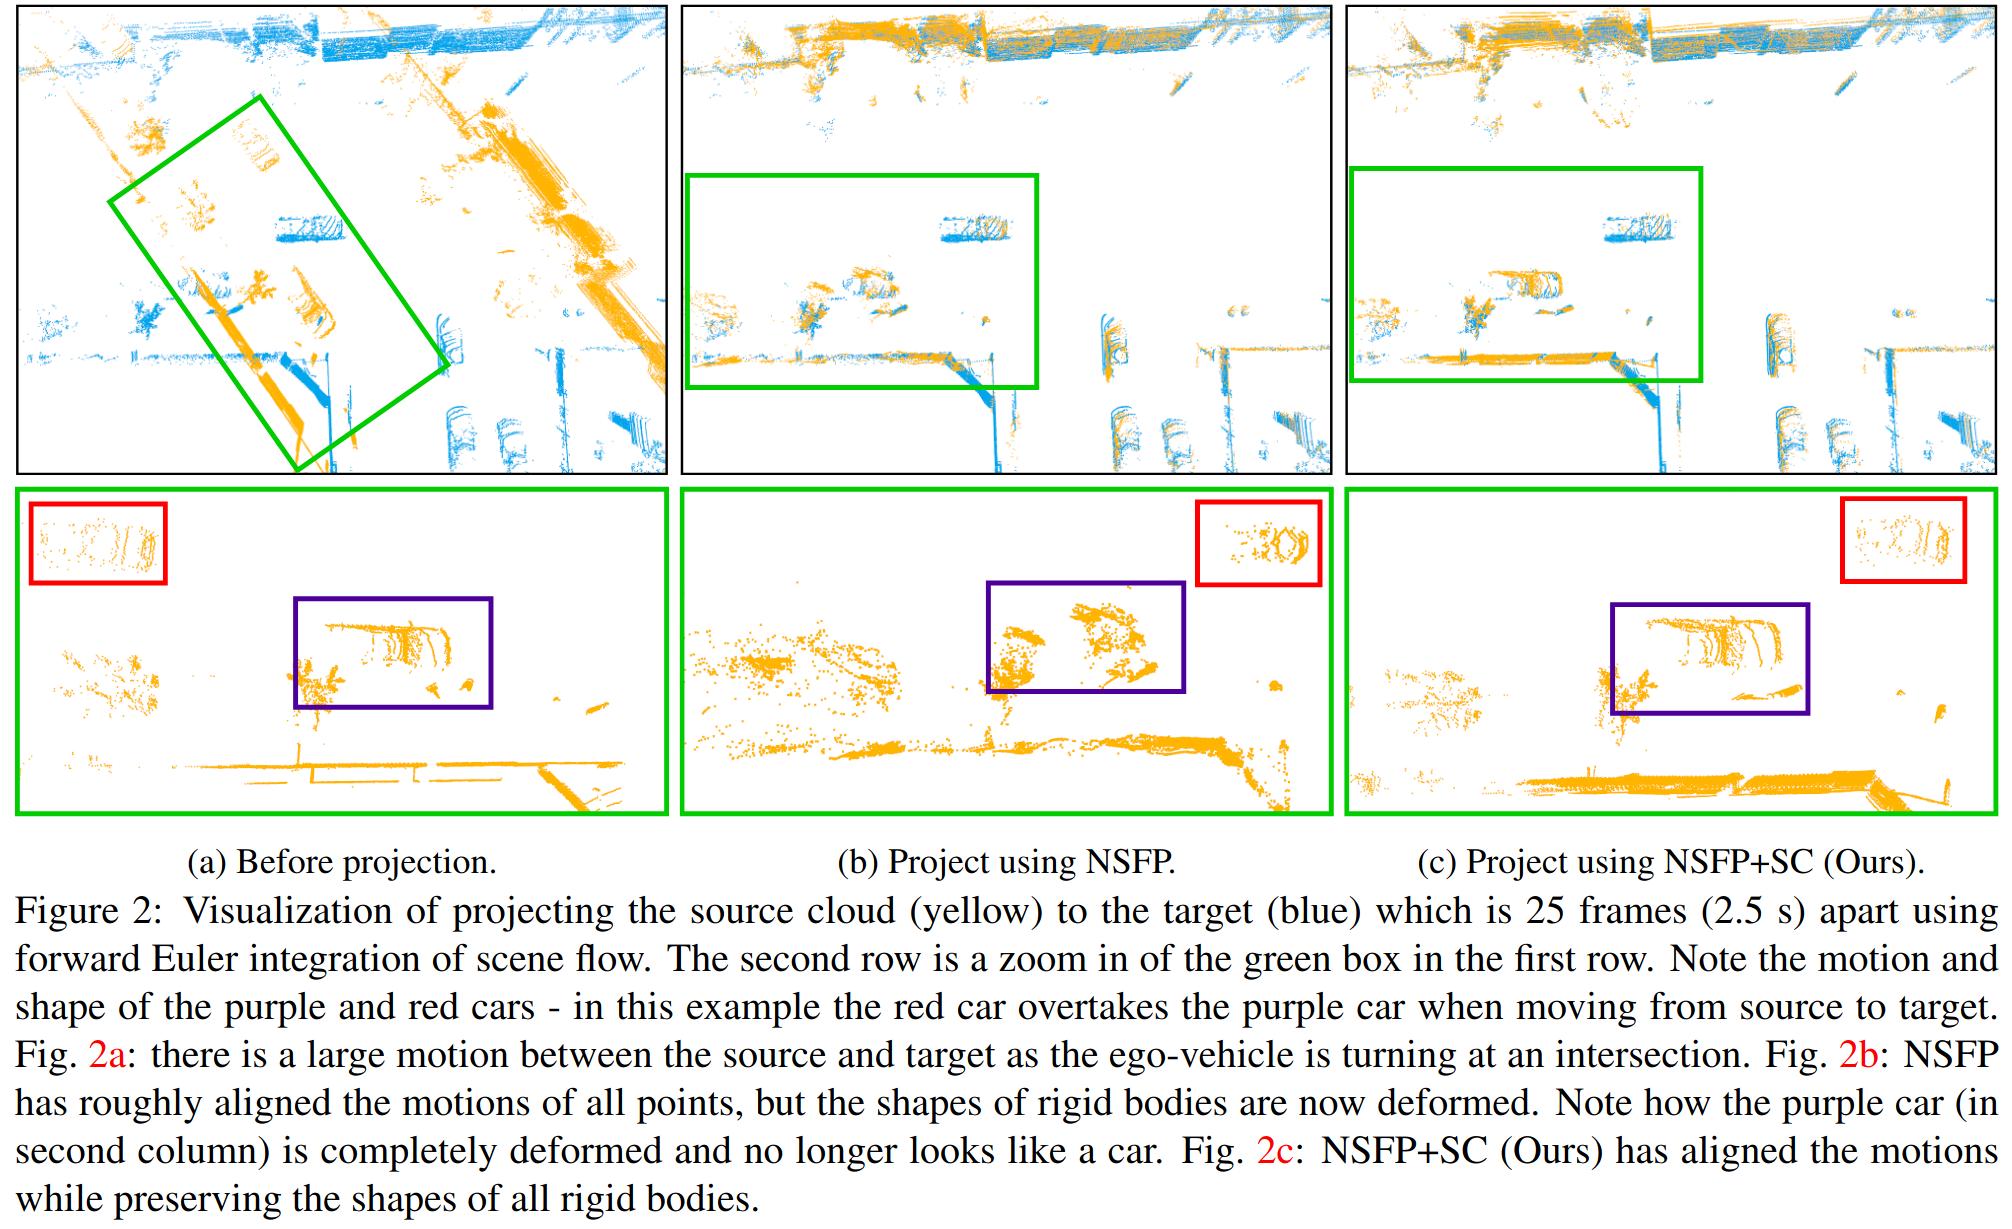 (a) Before projection.
(b) Project using NSFP.
(c) Project using NSFP+SC (Ours).
Figure 2: Visualization of projecting the source cloud (yellow) to the target (blue) which is 25 frames (2.5 s) apart using
forward Euler integration of scene flow. The second row is a zoom in of the green box in the first row. Note the motion and
shape of the purple and red cars - in this example the red car overtakes the purple car when moving from source to target.
Fig. 2a: there is a large motion between the source and target as the ego-vehicle is turning at an intersection. Fig. 2b: NSFP
has roughly aligned the motions of all points, but the shapes of rigid bodies are now deformed. Note how the purple car (in
second column) is completely deformed and no longer looks like a car. Fig. 2c: NSFP+SC (Ours) has aligned the motions
while preserving the shapes of all rigid bodies.